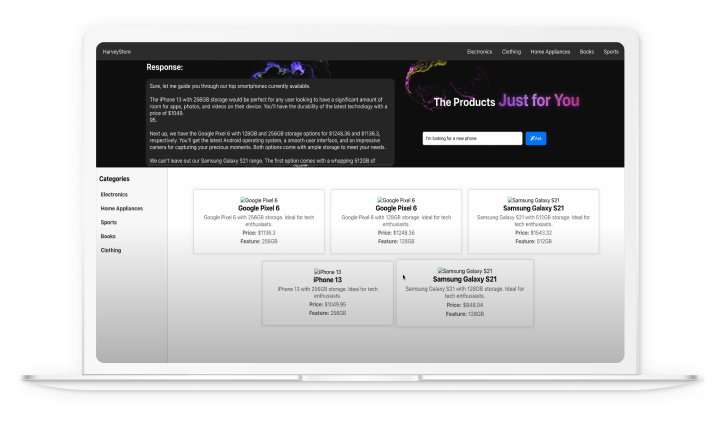 HarveyStore
Electronics Clothing Home Appliances Books Sports
Response:
Sure, let me guide you through our top smartphones currently available.
The iPhone 13 with 256GB storage would be perfect for any user looking to have a significant amount of
room for apps, photos, and videos on their device. You'll have the durability of the latest technology with a
price of $1049.
95.
Next up, we have the Google Pixel 6 with 128GB and 256GB storage options for $1248.36 and $1136.3,
respectively. You'll get the latest Android operating system, a smooth user interface, and an impressive
camera for capturing your precious moments. Both options come with ample storage to meet your needs.
We can't leave out our Samsung Galaxy S21 range. The first option comes with a whopping 512GB of
The Products Just for You
I'm looking for a new phone
Ask
Categories
Electronics
Home Appliances
Sports
Books
Clothing
Google Pixel 6
Google Pixel 6
Google Pixel 6 with 256GB storage. Ideal for tech
enthusiasts.
Price: $1136.3
Feature: 256GB
Google Pixel 6
Google Pixel 6
Google Pixel 6 with 128GB storage. Ideal for tech
enthusiasts.
Price: $1248.36
Feature: 128GB
Samsung Galaxy S21
Samsung Galaxy S21
Samsung Galaxy S21 with 512GB storage. Ideal for
tech enthusiasts.
Price: $1543.32
Feature: 512GB
iPhone 13
iPhone 13
iPhone 13 with 256GB storage. Ideal for tech
enthusiasts.
Price: $1049.95
Feature: 256GB
Samsung Galaxy S21
Samsung Galaxy S21
Samsung Galaxy S21 with 128GB storage. Ideal for
tech enthusiasts.
Price: $848.04
Feature: 128GB